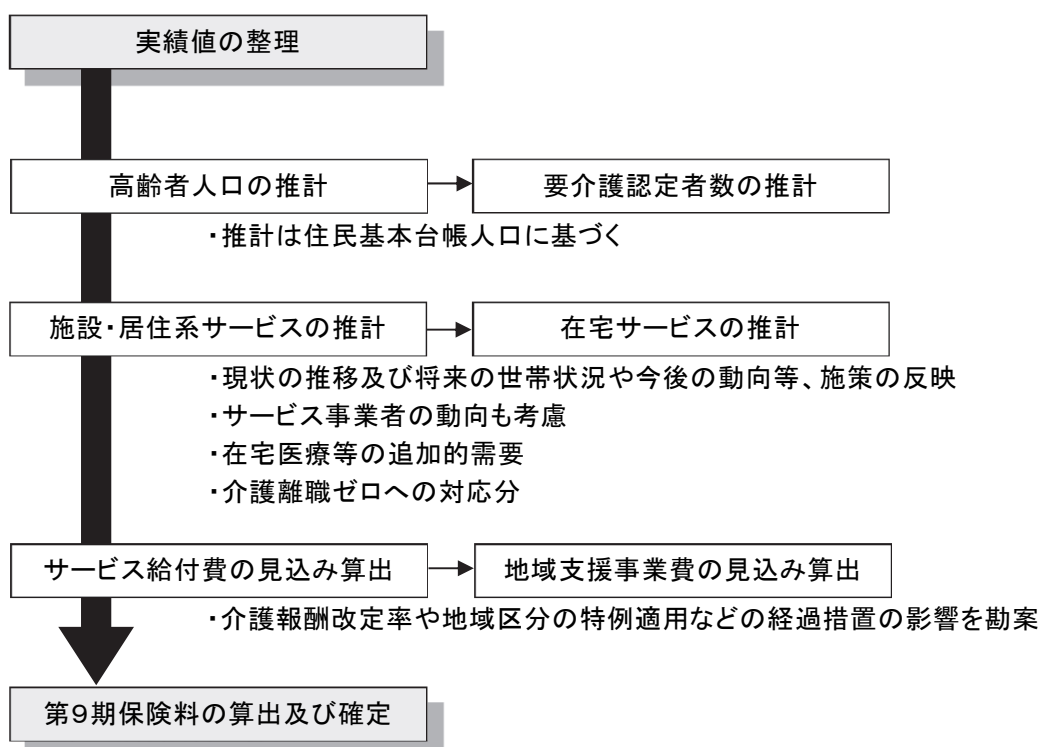 実績値の整理
高齢者人口の推計
要介護認定者数の推計
・推計は住民基本台帳人口に基づく
施設・居住系サービスの推計
在宅サービスの推計
・現状の推移及び将来の世帯状況や今後の動向等、施策の反映
・サービス事業者の動向も考慮
・在宅医療等の追加的需要
・介護離職ゼロへの対応分
サービス給付費の見込み算出
地域支援事業費の見込み算出
・介護報酬改定率や地域区分の特例適用などの経過措置の影響を勘案
第9期保険料の算出及び確定